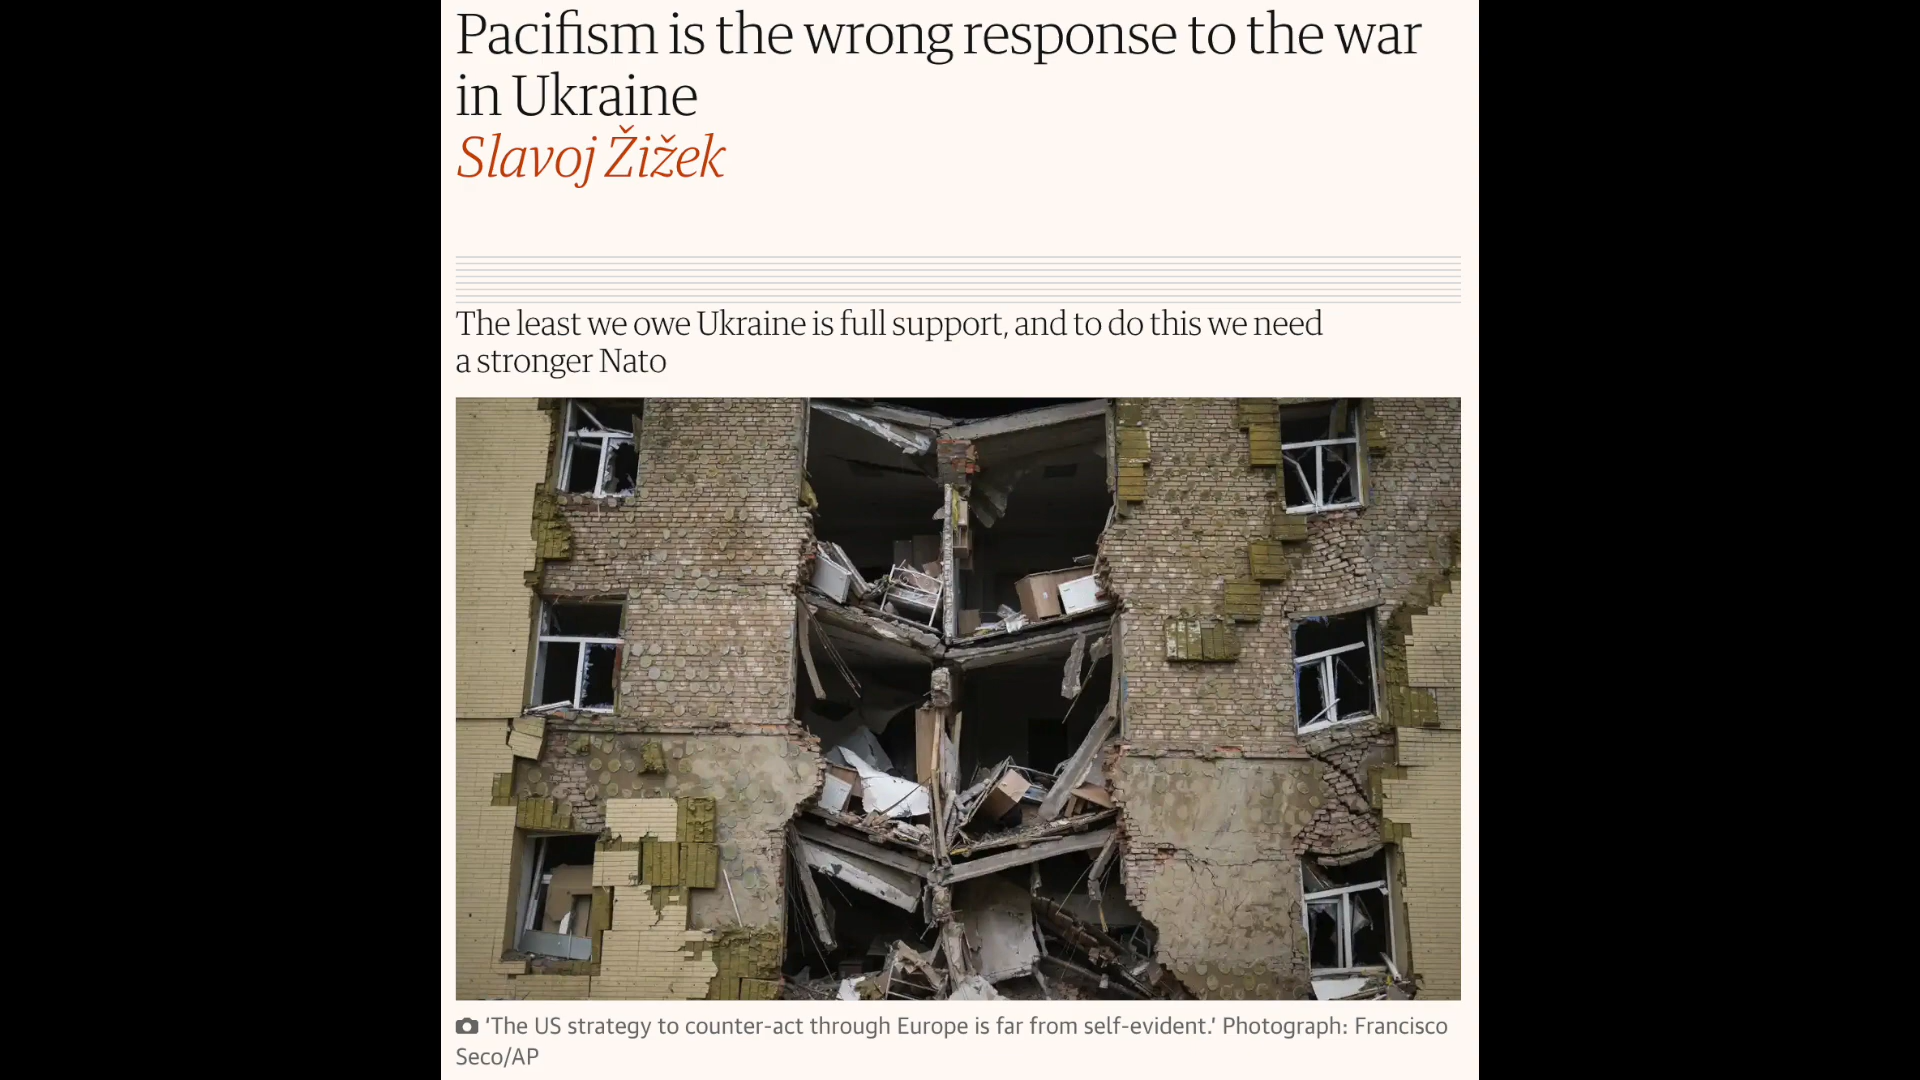 Pacifism is the wrong response to the war
in Ukraine
Slavoj Žižek
The least we owe Ukraine is full support, and to do this we need
a stronger Nato
'The US strategy to counter-act through Europe is far from self-evident.' Photograph: Francisco
Seco/AP